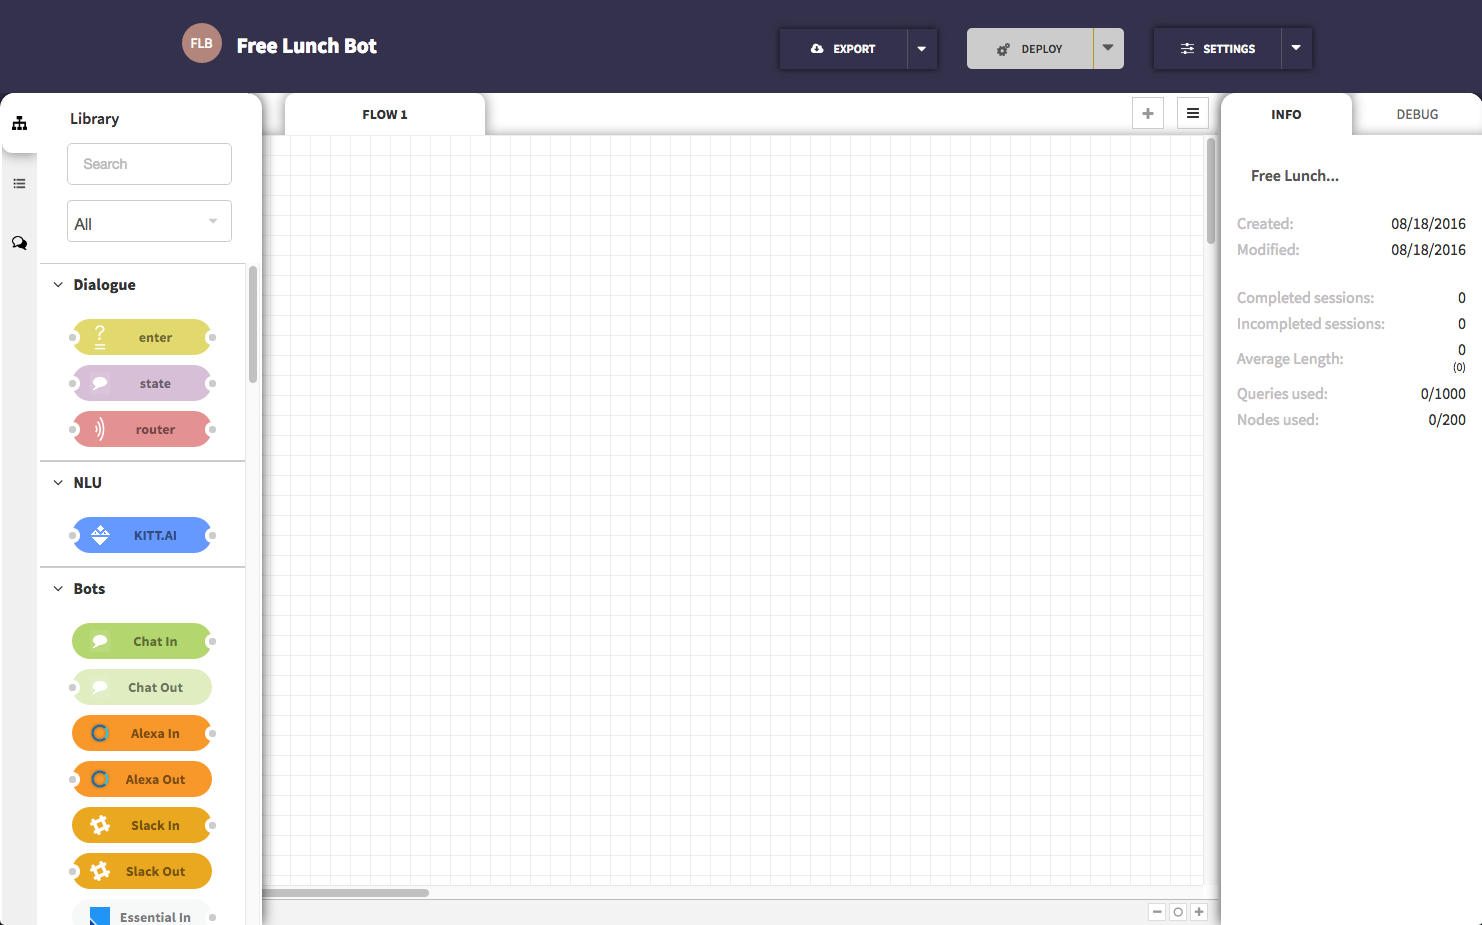 FLB
Free Lunch Bot
EXPORT
DEPLOY
SETTINGS
Library
Search
All
Dialogue
enter
state
router
NLU
KITT.AI
Bots
Chat In
Chat Out
Alexa In
Alexa Out
Slack In
Slack Out
Essential In
FLOW 1
INFO
DEBUG
Free Lunch...
Created: 08/18/2016
Modified: 08/18/2016
Completed sessions: 0
Incompleted sessions: 0
Average Length: 0
(0)
Queries used: 0/1000
Nodes used: 0/200